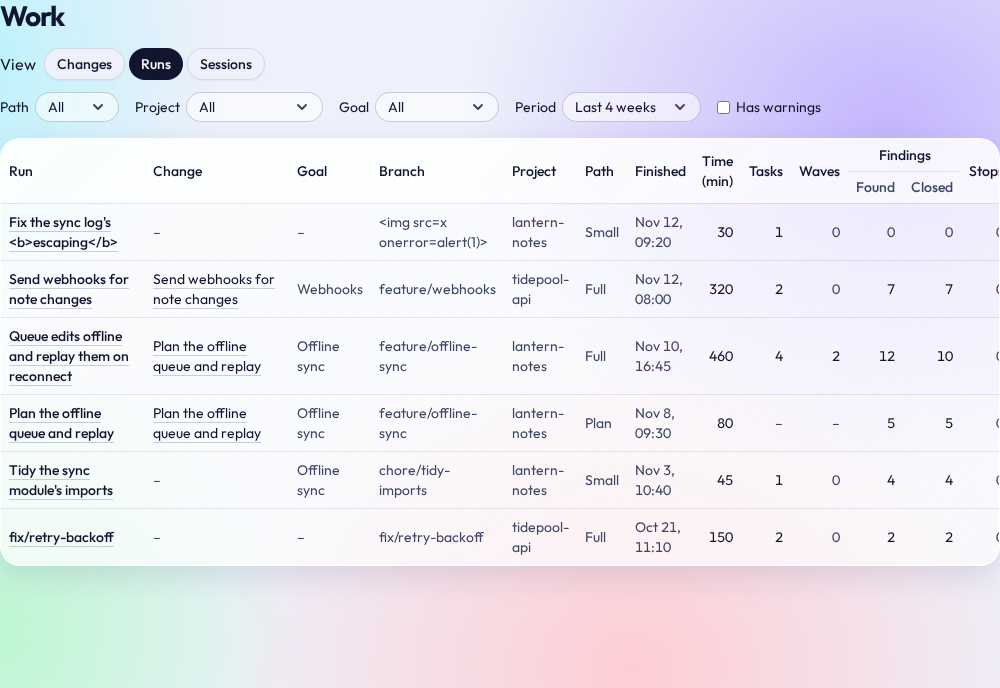 Work
View Changes Runs Sessions
Path All Project All Goal All Period Last 4 weeks Has warnings
Run Change Goal Branch Project Path Finished Time (min) Tasks Waves Findings Found Closed Stop
Fix the sync log's <b>escaping</b> – – <img src=x onerror=alert(1)> lantern-notes Small Nov 12, 09:20 30 1 0 0 0
Send webhooks for note changes Send webhooks for note changes Webhooks feature/webhooks tidepool-api Full Nov 12, 08:00 320 2 0 7 7
Queue edits offline and replay them on reconnect Plan the offline queue and replay Offline sync feature/offline-sync lantern-notes Full Nov 10, 16:45 460 4 2 12 10
Plan the offline queue and replay Plan the offline queue and replay Offline sync feature/offline-sync lantern-notes Plan Nov 8, 09:30 80 – – 5 5
Tidy the sync module's imports – Offline sync chore/tidy-imports lantern-notes Small Nov 3, 10:40 45 1 0 4 4
fix/retry-backoff – – fix/retry-backoff tidepool-api Full Oct 21, 11:10 150 2 0 2 2